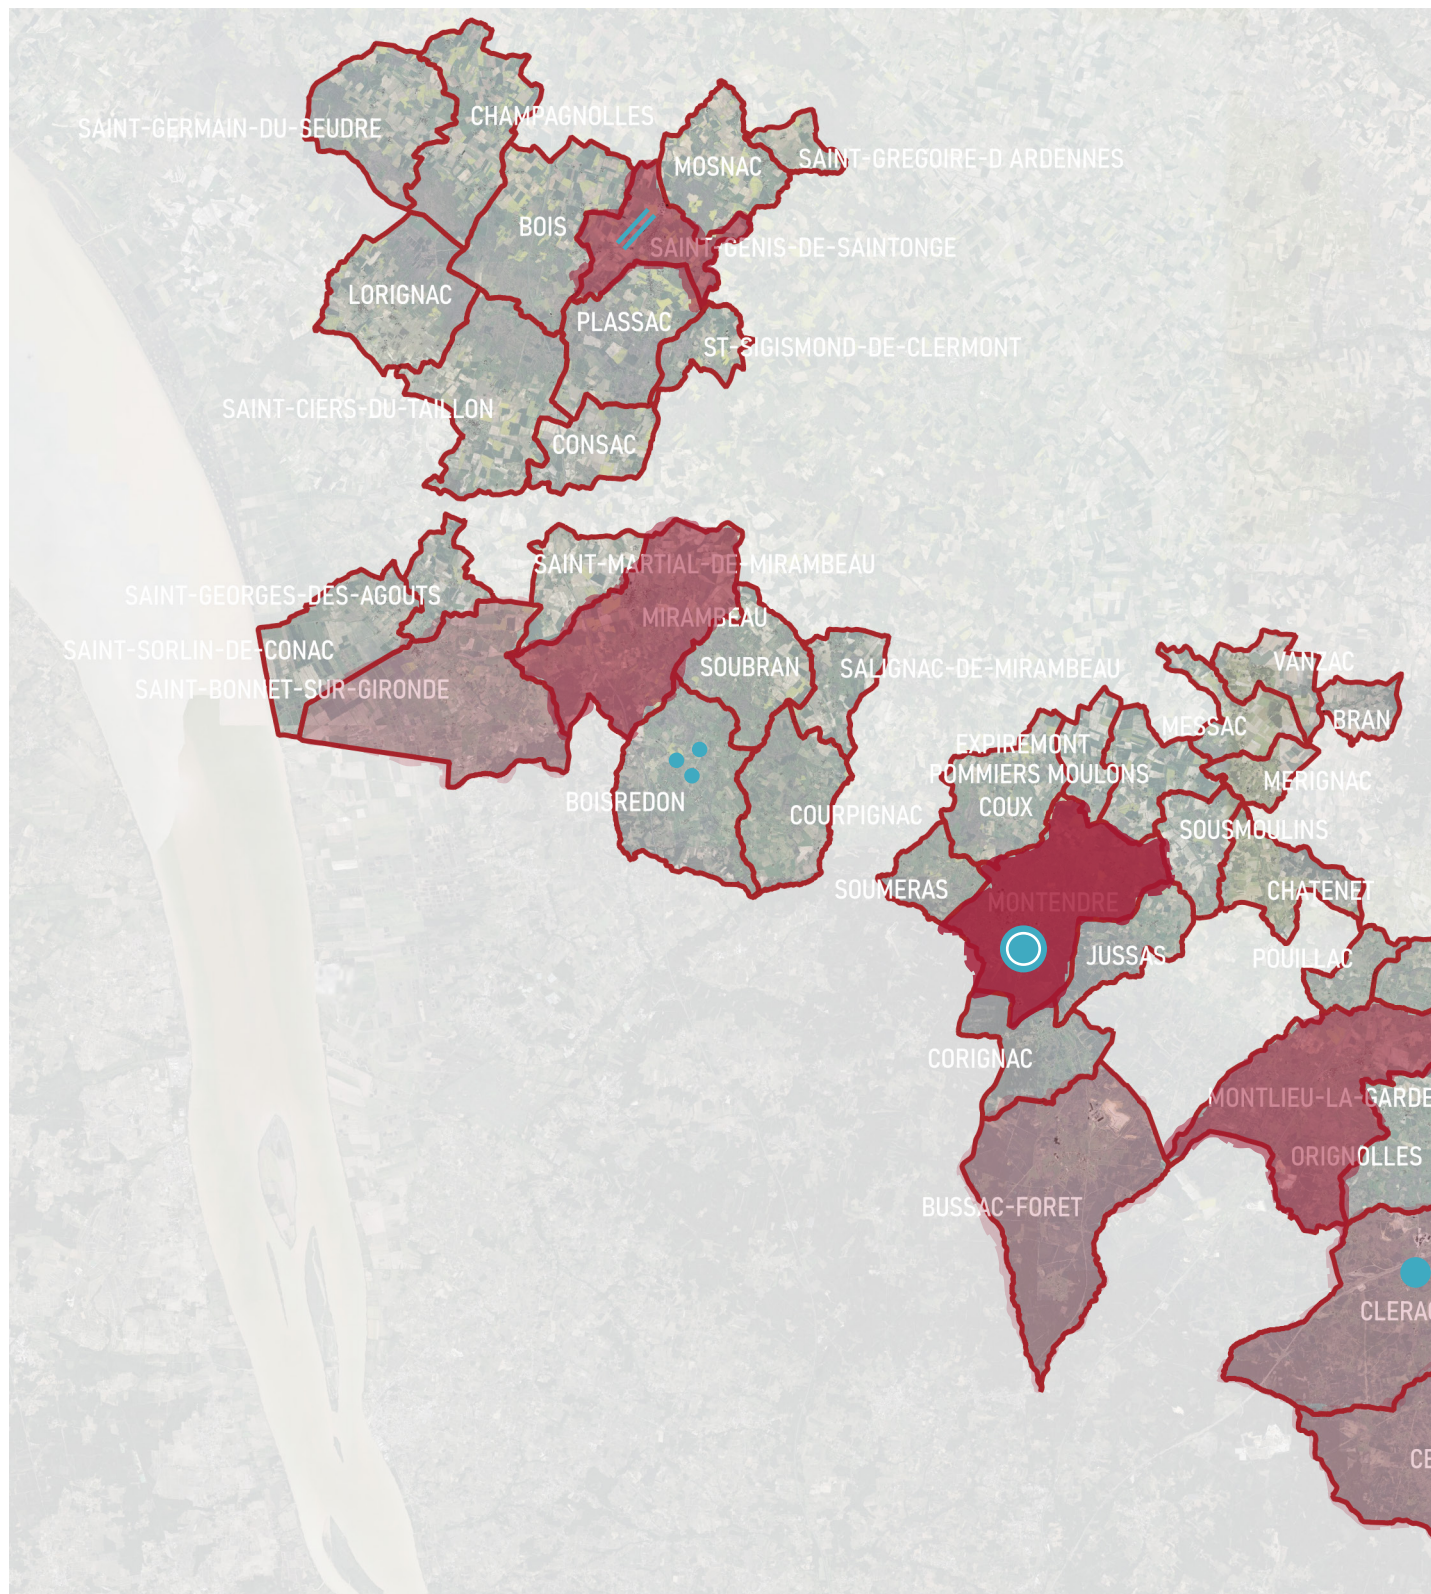 CHAMPAGNOLLES
SAINT-GERMAIN-DU-SEUDRE
SAINT-GREGOIRE-D ARDENNES
MOSNAC
BOIS
SAINT-GENIS-DE-SAINTONGE
LORIGNAC
PLASSAC
ST-SIGISMOND-DE-CLERMONT
SAINT-CIERS-DU-TAILLON
CONSAC
SAINT-MARTIAL-DE-MIRAMBEAU
SAINT-GEORGES-DES-AGOUTS
MIRAMBEAU
SAINT-SORLIN-DE-CONAC
SOUBRAN
SALIGNAC-DE-MIRAMBEAU
VANZAC
SAINT-BONNET-SUR-GIRONDE
BRAN
MESSAC
EXPIREMONT
POMMIERS MOULONS
MERIGNAC
BOISREDON
COUX
COURPIGNAC
SOUSMOULINS
SOUMERAS
CHATENET
MONTENDRE
JUSSAS
POUILLAC
CORIGNAC
MONTLIEU-LA-GARDE
ORIGNOLLES
BUSSAC-FORET
CLERA
CE